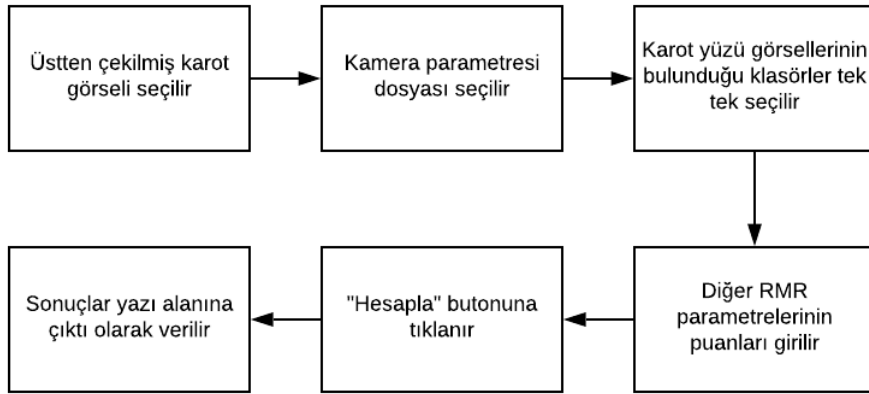 Üstten çekilmiş karot
görseli seçilir
Kamera parametresi
dosyası seçilir
Karot yüzü görsellerinin
bulunduğu klasörler tek
tek seçilir
Diğer RMR
parametrelerinin
puanları girilir
"Hesapla" butonuna
tıklanır
Sonuçlar yazı alanına
çıktı olarak verilir